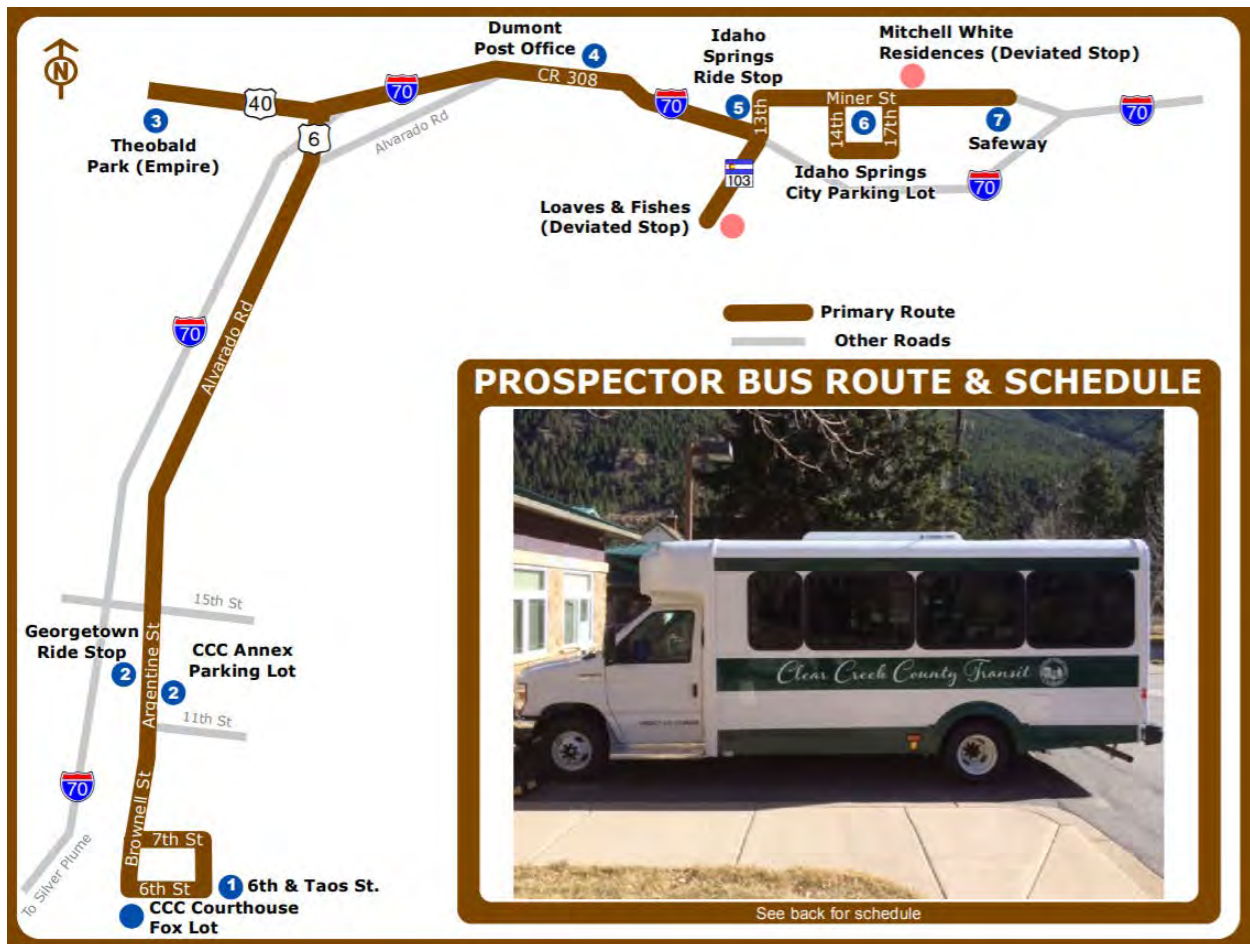 N
Dumont
Post Office 4
Idaho
Springs
Ride Stop
Mitchell White
Residences (Deviated Stop)
40
70
CR 308
70
5
13th
Miner St
14th
6
17th
7
Safeway
70
3
Theobald
Park (Empire)
6
Alvarado Rd
103
Idaho Springs
City Parking Lot
70
Loaves & Fishes
(Deviated Stop)
70
Alvarado Rd
Primary Route
Other Roads
PROSPECTOR BUS ROUTE & SCHEDULE
Clear Creek County Transit
15th St
Georgetown
Ride Stop
2
Argentine St
CCC Annex
Parking Lot
2
11th St
70
Brownell St
7th St
6th St
1 6th & Taos St.
To Silver Plume
CCC Courthouse
Fox Lot
See back for schedule